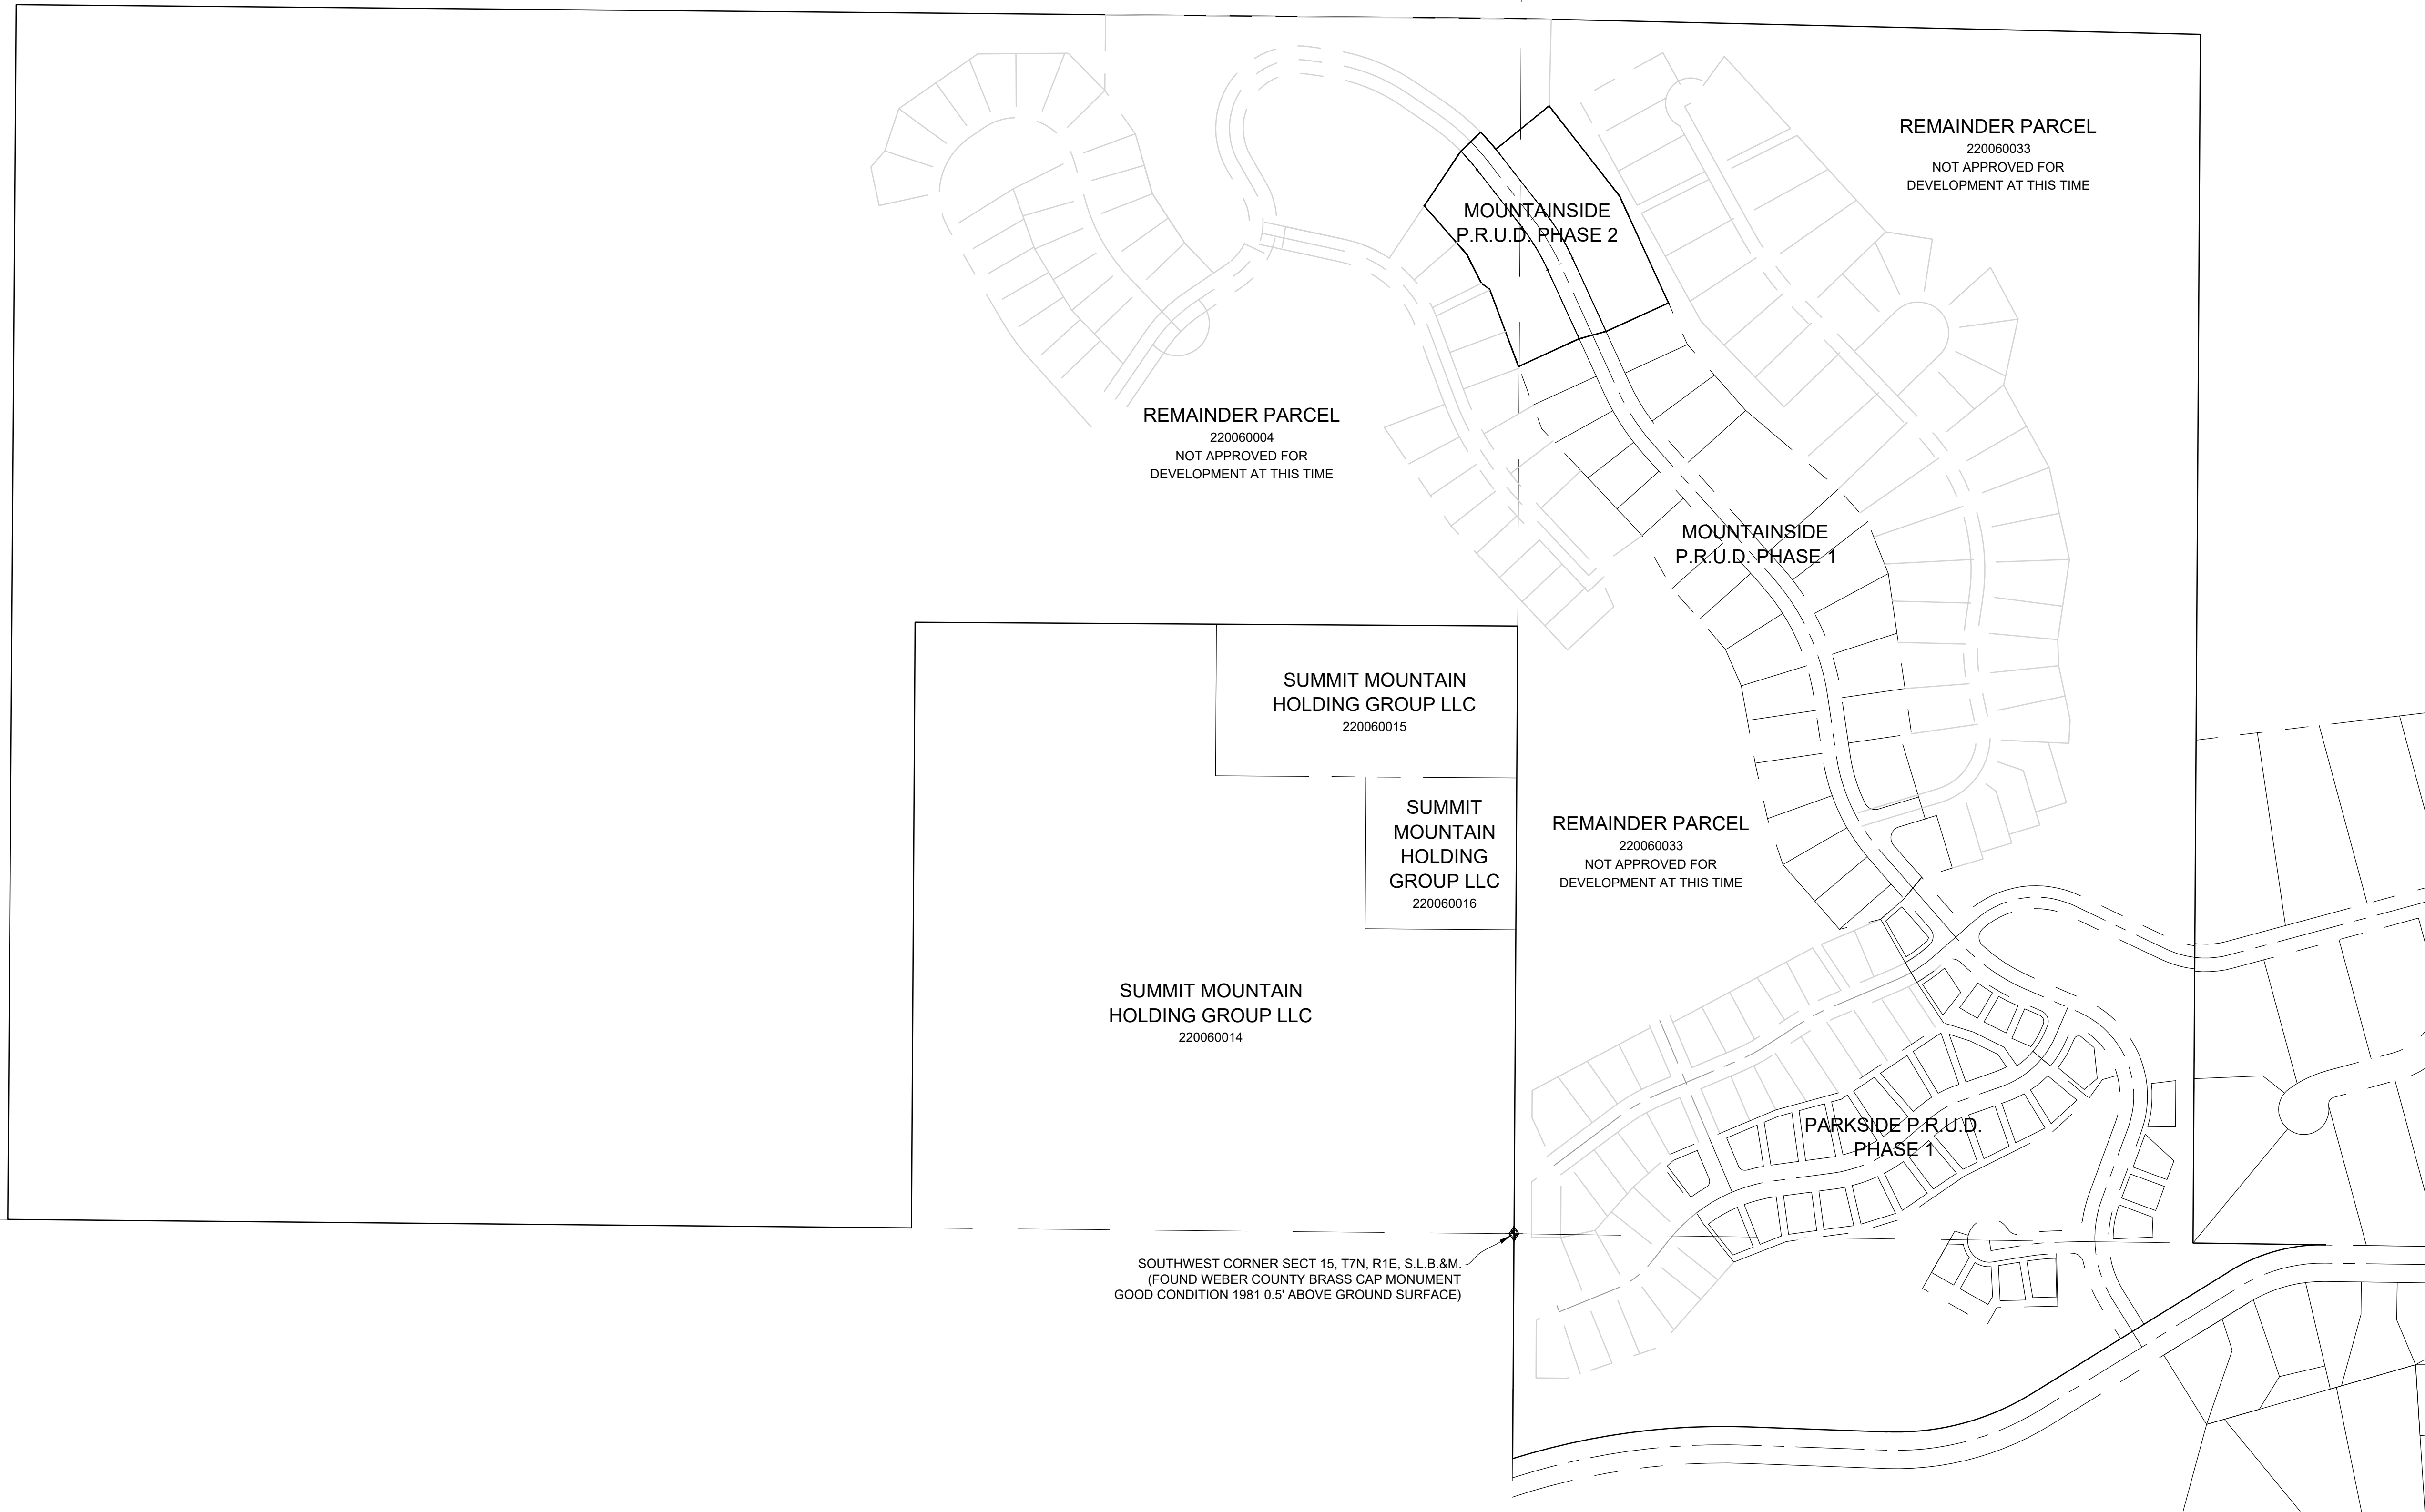 REMAINDER PARCEL
220060033
NOT APPROVED FOR
DEVELOPMENT AT THIS TIME
MOUNTAINSIDE
P.R.U.D. PHASE 2
REMAINDER PARCEL
220060004
NOT APPROVED FOR
DEVELOPMENT AT THIS TIME
MOUNTAINSIDE
P.R.U.D. PHASE 1
SUMMIT MOUNTAIN
HOLDING GROUP LLC
220060015
SUMMIT
MOUNTAIN
HOLDING
GROUP LLC
220060016
REMAINDER PARCEL
220060033
NOT APPROVED FOR
DEVELOPMENT AT THIS TIME
SUMMIT MOUNTAIN
HOLDING GROUP LLC
220060014
PARKSIDE P.R.U.D.
PHASE 1
SOUTHWEST CORNER SECT 15, T7N, R1E, S.L.B.&M.
(FOUND WEBER COUNTY BRASS CAP MONUMENT
GOOD CONDITION 1981 0.5' ABOVE GROUND SURFACE)